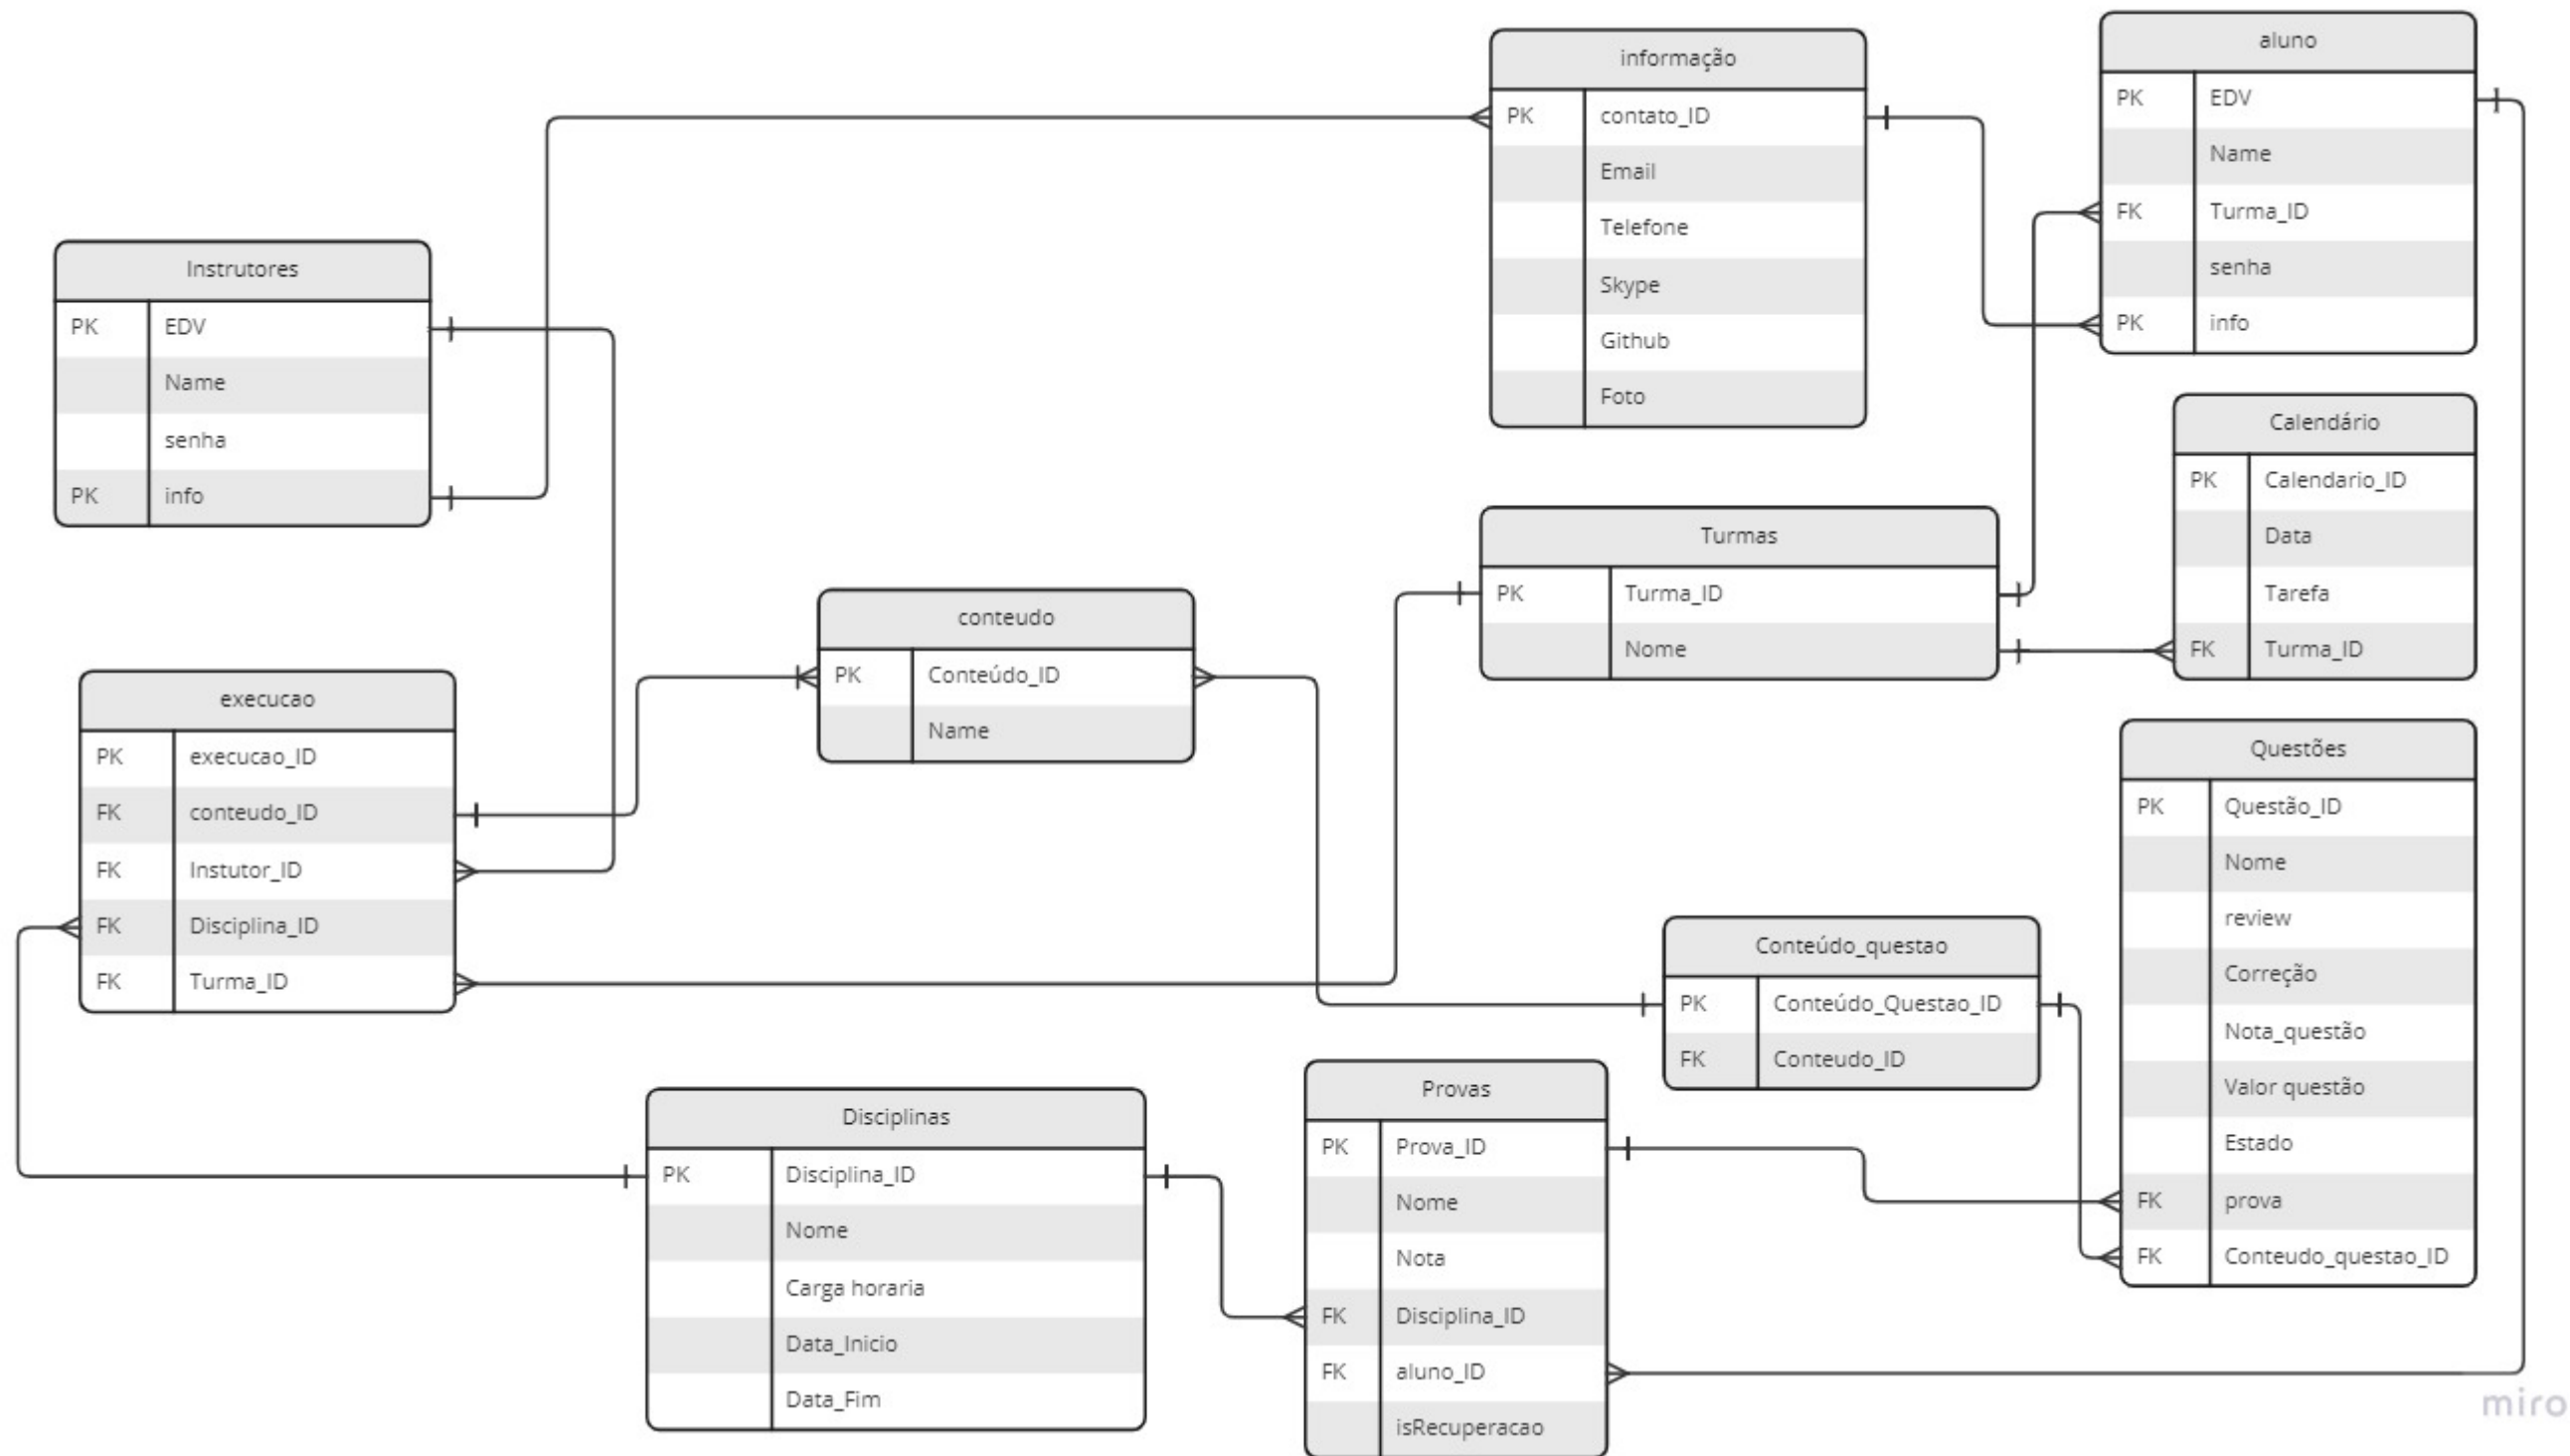 informação
PK contato_ID
Email
Telefone
Skype
Github
Foto
aluno
PK EDV
Name
FK Turma_ID
senha
PK info
Instrutores
PK EDV
Name
senha
PK info
Calendário
PK Calendario_ID
Data
Tarefa
FK Turma_ID
Turmas
PK Turma_ID
Nome
conteudo
PK Conteúdo_ID
Name
execucao
PK execucao_ID
FK conteudo_ID
FK Instutor_ID
FK Disciplina_ID
FK Turma_ID
Questões
PK Questão_ID
Nome
review
Correção
Nota_questão
Valor questão
Estado
FK prova
FK Conteudo_questao_ID
Conteúdo_questao
PK Conteúdo_Questao_ID
FK Conteudo_ID
Disciplinas
PK Disciplina_ID
Nome
Carga horaria
Data_Inicio
Data_Fim
Provas
PK Prova_ID
Nome
Nota
FK Disciplina_ID
FK aluno_ID
isRecuperacao
miro